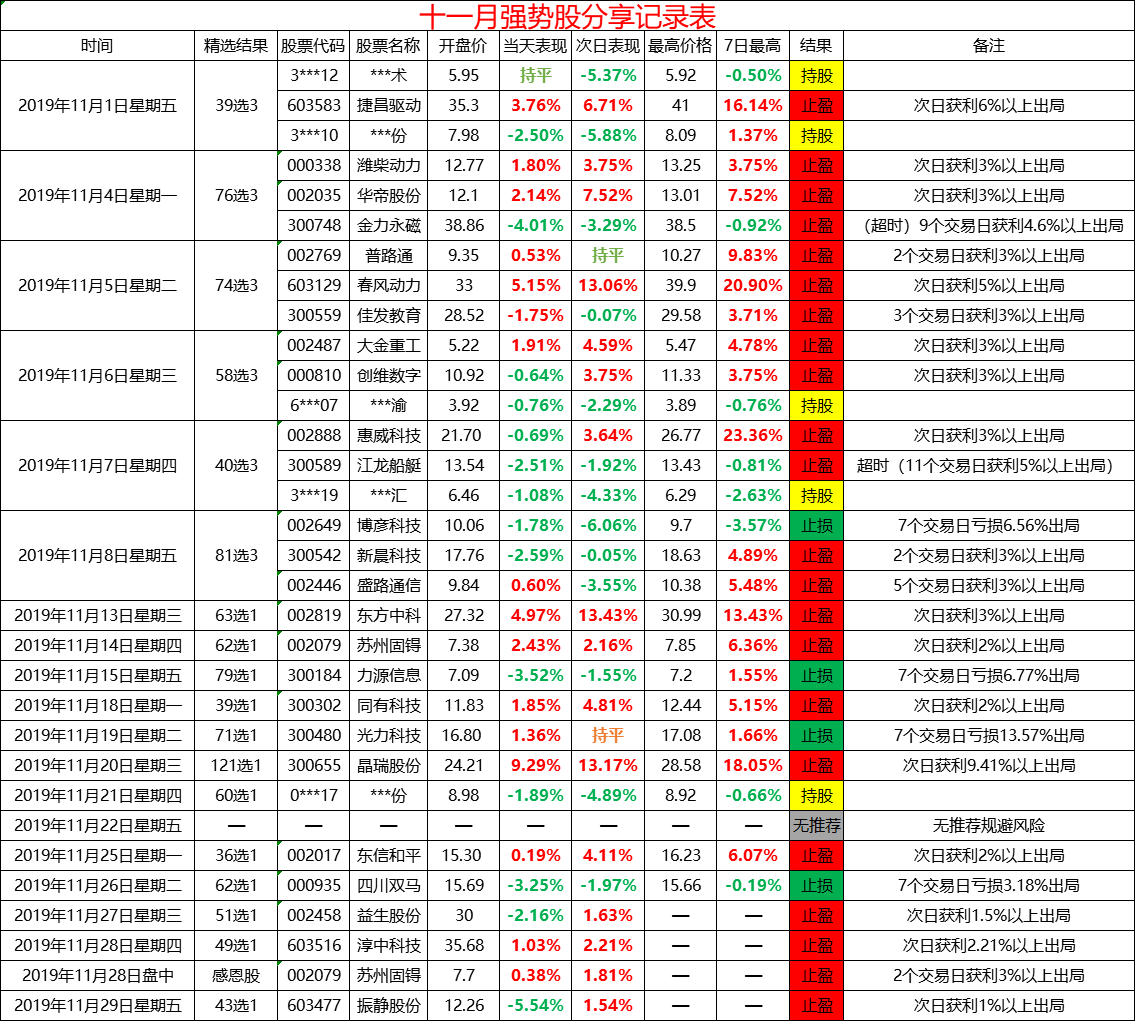 十一月强势股分享记录表
时间 精选结果 股票代码 股票名称 开盘价 当天表现 次日表现 最高价格 7日最高 结果 备注
2019年11月1日星期五 39选3 3***12 ***术 5.95 持平 -5.37% 5.92 -0.50% 持股
603583 捷昌驱动 35.3 3.76% 6.71% 41 16.14% 止盈 次日获利6%以上出局
3***10 ***份 7.98 -2.50% -5.88% 8.09 1.37% 持股
2019年11月4日星期一 76选3 000338 潍柴动力 12.77 1.80% 3.75% 13.25 3.75% 止盈 次日获利3%以上出局
002035 华帝股份 12.1 2.14% 7.52% 13.01 7.52% 止盈 次日获利3%以上出局
300748 金力永磁 38.86 -4.01% -3.29% 38.5 -0.92% 止盈 （超时）9个交易日获利4.6%以上出局
2019年11月5日星期二 74选3 002769 普路通 9.35 0.53% 持平 10.27 9.83% 止盈 2个交易日获利3%以上出局
603129 春风动力 33 5.15% 13.06% 39.9 20.90% 止盈 次日获利5%以上出局
300559 佳发教育 28.52 -1.75% -0.07% 29.58 3.71% 止盈 3个交易日获利3%以上出局
2019年11月6日星期三 58选3 002487 大金重工 5.22 1.91% 4.59% 5.47 4.78% 止盈 次日获利3%以上出局
000810 创维数字 10.92 -0.64% 3.75% 11.33 3.75% 止盈 次日获利3%以上出局
6***07 ***渝 3.92 -0.76% -2.29% 3.89 -0.76% 持股
2019年11月7日星期四 40选3 002888 惠威科技 21.70 -0.69% 3.64% 26.77 23.36% 止盈 次日获利3%以上出局
300589 江龙船艇 13.54 -2.51% -1.92% 13.43 -0.81% 止盈 超时（11个交易日获利5%以上出局）
3***19 ***汇 6.46 -1.08% -4.33% 6.29 -2.63% 持股
2019年11月8日星期五 81选3 002649 博彦科技 10.06 -1.78% -6.06% 9.7 -3.57% 止损 7个交易日亏损6.56%出局
300542 新晨科技 17.76 -2.59% -0.05% 18.63 4.89% 止盈 2个交易日获利3%以上出局
002446 盛路通信 9.84 0.60% -3.55% 10.38 5.48% 止盈 5个交易日获利3%以上出局
2019年11月13日星期三 63选1 002819 东方中科 27.32 4.97% 13.43% 30.99 13.43% 止盈 次日获利3%以上出局
2019年11月14日星期四 62选1 002079 苏州固锝 7.38 2.43% 2.16% 7.85 6.36% 止盈 次日获利2%以上出局
2019年11月15日星期五 79选1 300184 力源信息 7.09 -3.52% -1.55% 7.2 1.55% 止损 7个交易日亏损6.77%出局
2019年11月18日星期一 39选1 300302 同有科技 11.83 1.85% 4.81% 12.44 5.15% 止盈 次日获利2%以上出局
2019年11月19日星期二 71选1 300480 光力科技 16.80 1.36% 持平 17.08 1.66% 止损 7个交易日亏损13.57%出局
2019年11月20日星期三 121选1 300655 晶瑞股份 24.21 9.29% 13.17% 28.58 18.05% 止盈 次日获利9.41%以上出局
2019年11月21日星期四 60选1 0***17 ***份 8.98 -1.89% -4.89% 8.92 -0.66% 持股
2019年11月22日星期五 — — — — — — — — 无推荐 无推荐规避风险
2019年11月25日星期一 36选1 002017 东信和平 15.30 0.19% 4.11% 16.23 6.07% 止盈 次日获利2%以上出局
2019年11月26日星期二 62选1 000935 四川双马 15.69 -3.25% -1.97% 15.66 -0.19% 止损 7个交易日亏损3.18%出局
2019年11月27日星期三 51选1 002458 益生股份 30 -2.16% 1.63% — — 止盈 次日获利1.5%以上出局
2019年11月28日星期四 49选1 603516 淳中科技 35.68 1.03% 2.21% — — 止盈 次日获利2.21%以上出局
2019年11月28日盘中 感恩股 002079 苏州固锝 7.7 0.38% 1.81% — — 止盈 2个交易日获利3%以上出局
2019年11月29日星期五 43选1 603477 振静股份 12.26 -5.54% 1.54% — — 止盈 次日获利1%以上出局